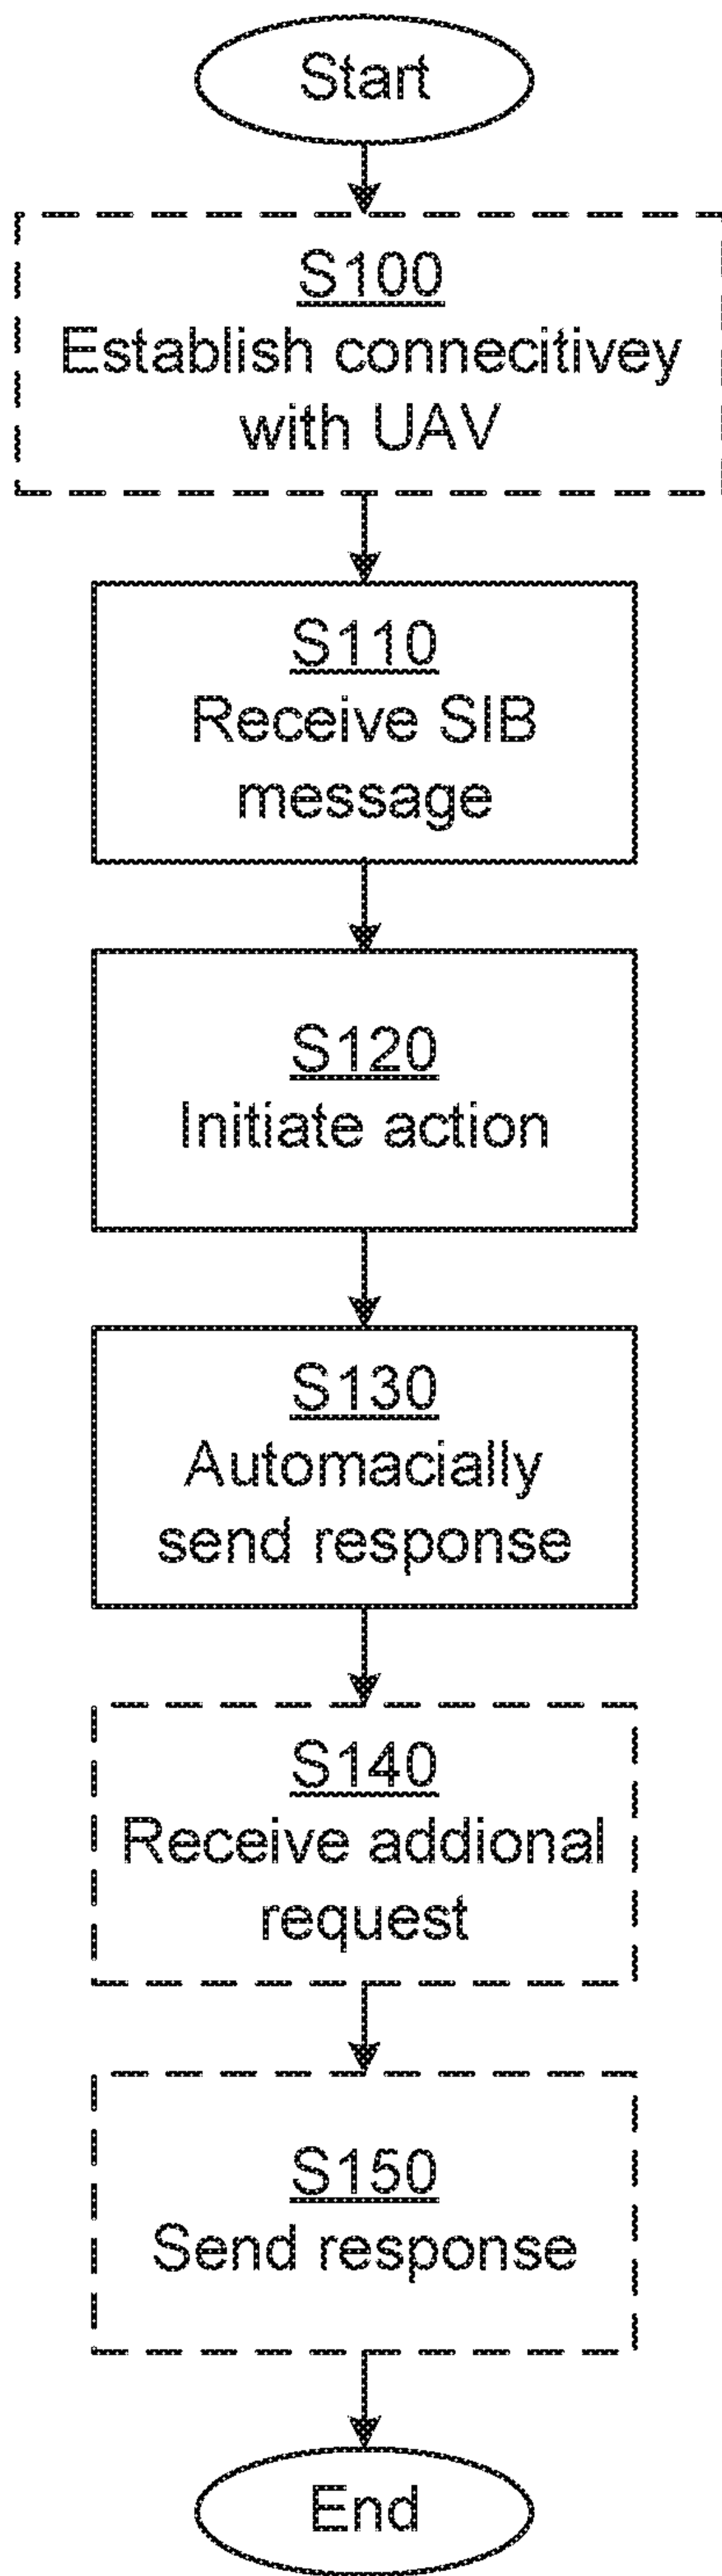 Start
S100
Establish connecitivey
with UAV
S110
Receive SIB
message
S120
Initiate action
S130
Automacially
send response
S140
Receive addional
request
S150
Send response
End